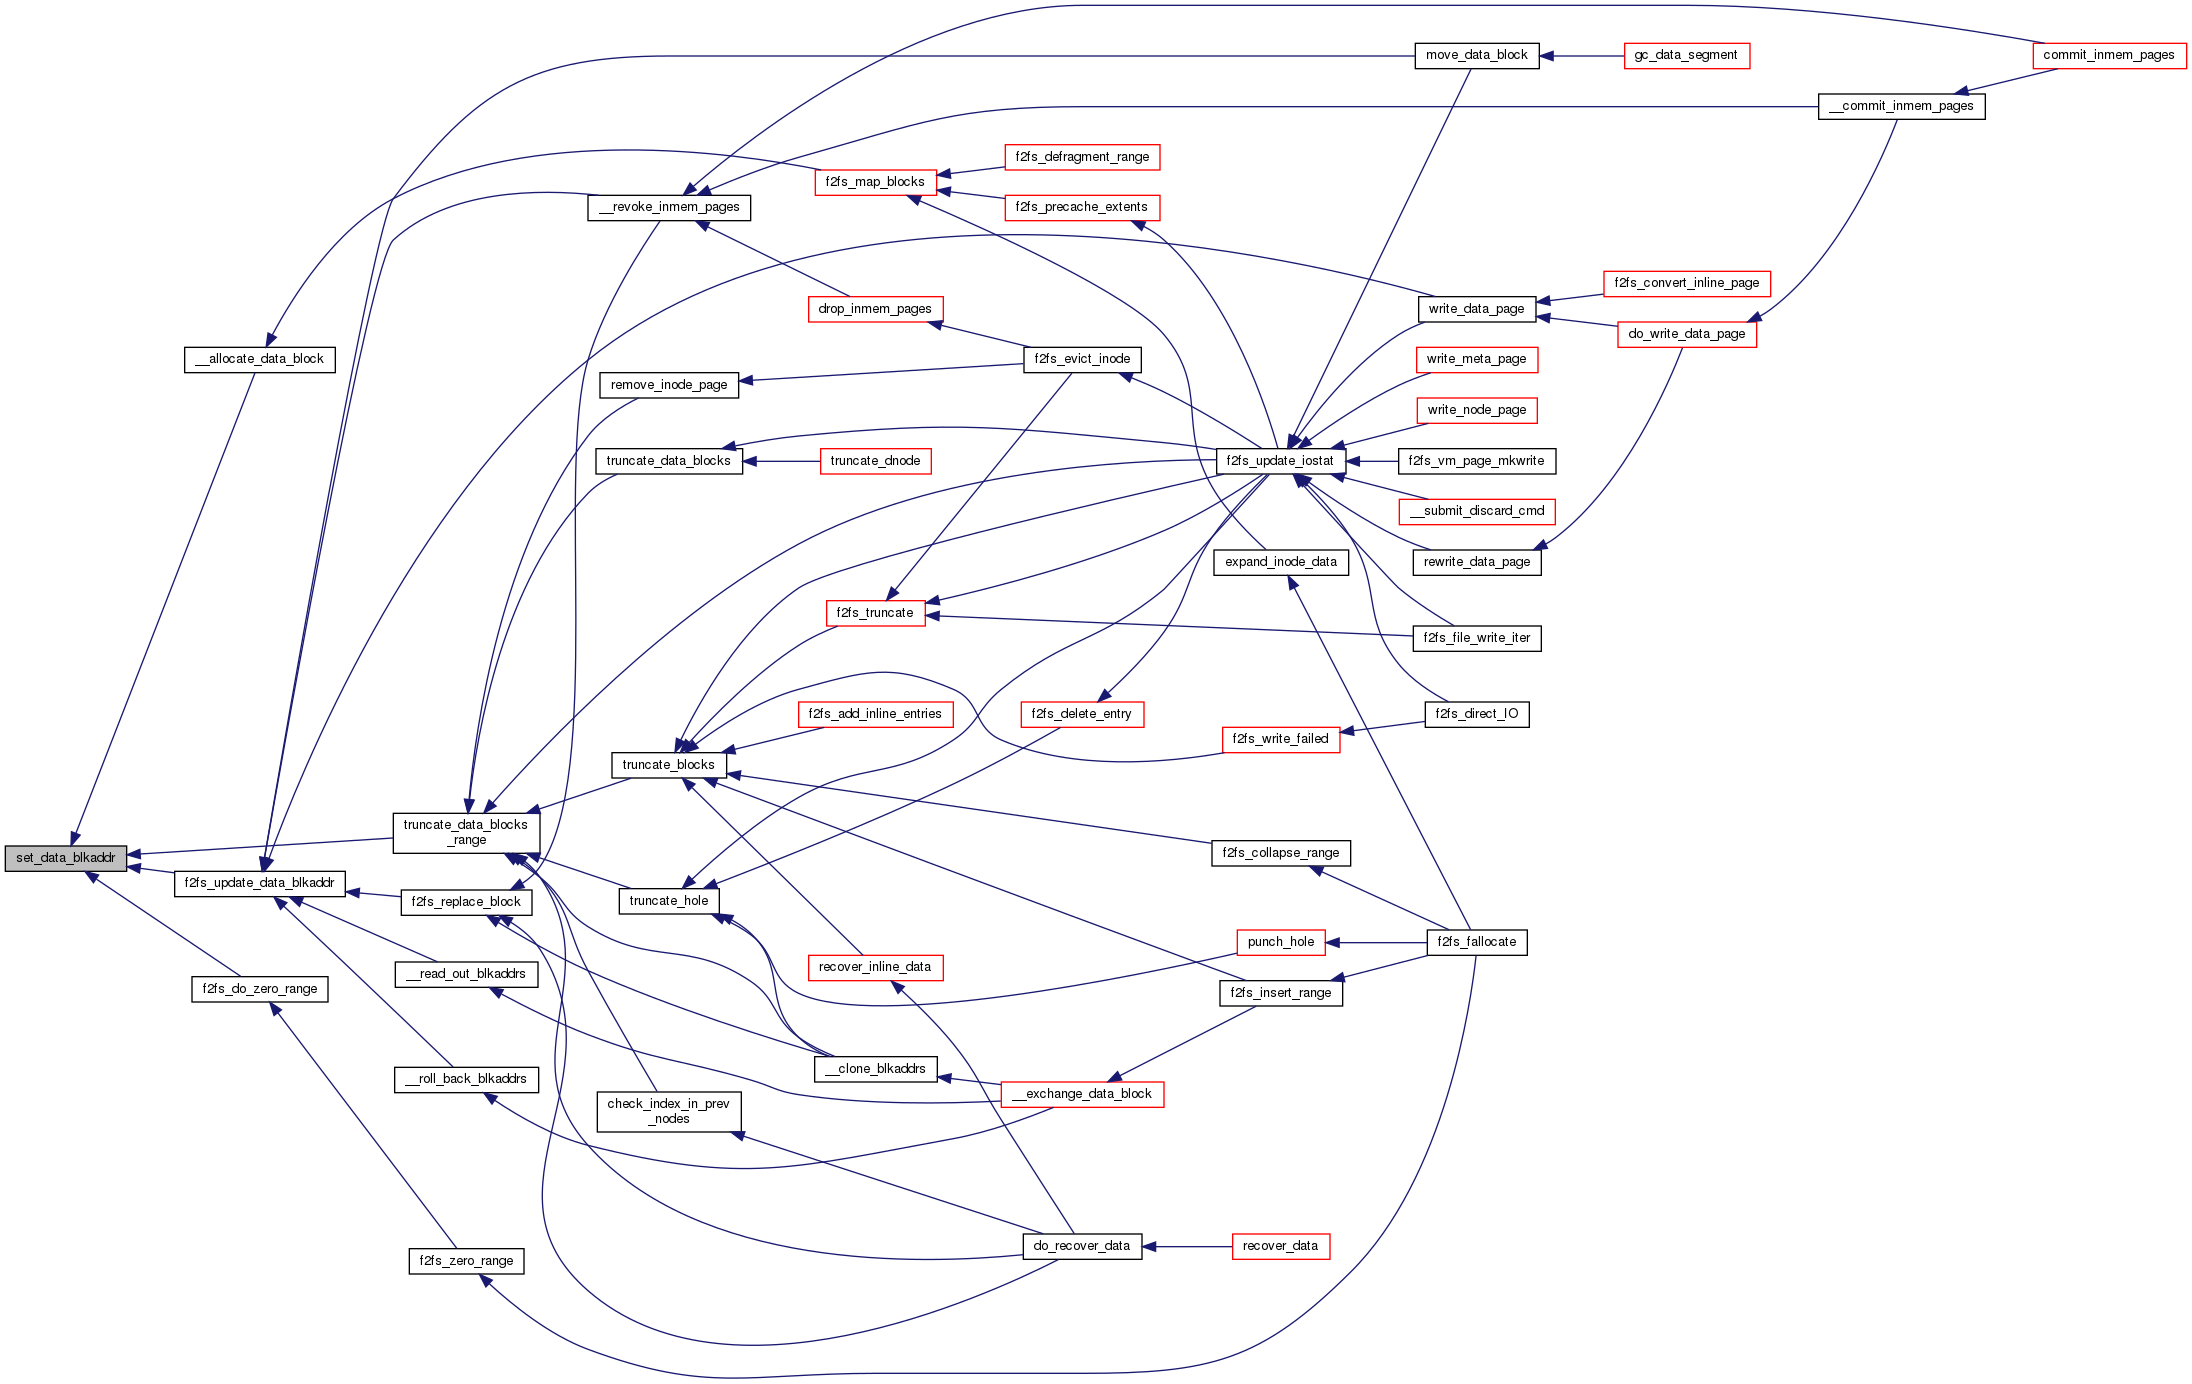 move_data_block
gc_data_segment
commit_inmem_pages
__commit_inmem_pages
f2fs_defragment_range
f2fs_map_blocks
f2fs_precache_extents
__revoke_inmem_pages
f2fs_convert_inline_page
drop_inmem_pages
write_data_page
do_write_data_page
__allocate_data_block
f2fs_evict_inode
write_meta_page
remove_inode_page
write_node_page
truncate_data_blocks
truncate_dnode
f2fs_update_iostat
f2fs_vm_page_mkwrite
__submit_discard_cmd
expand_inode_data
rewrite_data_page
f2fs_truncate
f2fs_file_write_iter
f2fs_add_inline_entries
f2fs_delete_entry
f2fs_direct_IO
f2fs_write_failed
truncate_blocks
truncate_data_blocks
_range
f2fs_collapse_range
set_data_blkaddr
f2fs_update_data_blkaddr
f2fs_replace_block
truncate_hole
punch_hole
f2fs_fallocate
recover_inline_data
__read_out_blkaddrs
f2fs_do_zero_range
f2fs_insert_range
__clone_blkaddrs
__roll_back_blkaddrs
__exchange_data_block
check_index_in_prev
_nodes
do_recover_data
recover_data
f2fs_zero_range